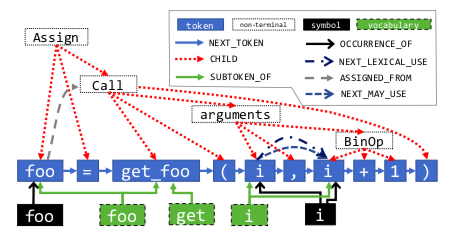 token
non-terminal
symbol
vocabulary
NEXT_TOKEN
OCCURRENCE_OF
CHILD
NEXT_LEXICAL_USE
SUBTOKEN_OF
ASSIGNED_FROM
NEXT_MAY_USE
Assign
Call
arguments
BinOp
foo = get_foo ( i , i + 1 )
foo foo get i i